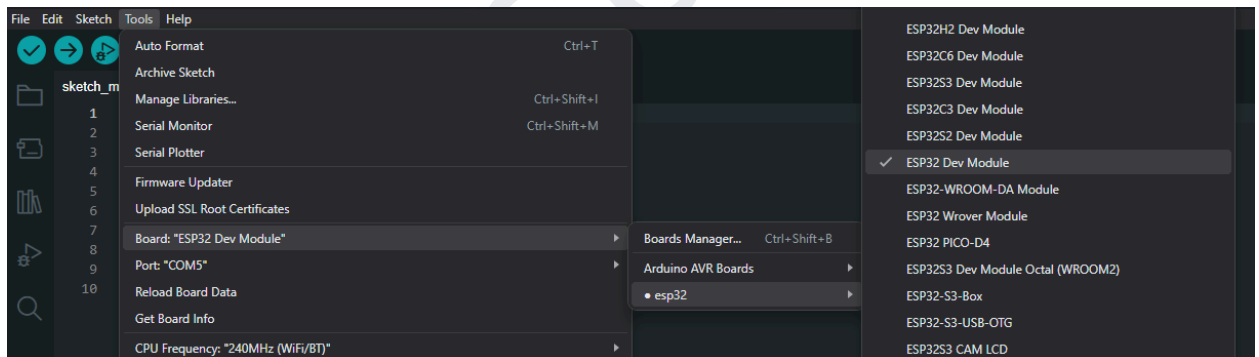 File Edit Sketch Tools Help
sketch_m
1
2
3
4
5
6
7
8
9
10
Auto Format Ctrl+T
Archive Sketch
Manage Libraries... Ctrl+Shift+I
Serial Monitor Ctrl+Shift+M
Serial Plotter
Firmware Updater
Upload SSL Root Certificates
Board: "ESP32 Dev Module"
Port: "COM5"
Reload Board Data
Get Board Info
CPU Frequency: "240MHz (WiFi/BT)"
Boards Manager... Ctrl+Shift+B
Arduino AVR Boards
● esp32
ESP32H2 Dev Module
ESP32C6 Dev Module
ESP32S3 Dev Module
ESP32C3 Dev Module
ESP32S2 Dev Module
✓ ESP32 Dev Module
ESP32-WROOM-DA Module
ESP32 Wrover Module
ESP32 PICO-D4
ESP32S3 Dev Module Octal (WROOM2)
ESP32-S3-Box
ESP32-S3-USB-OTG
ESP32S3 CAM LCD